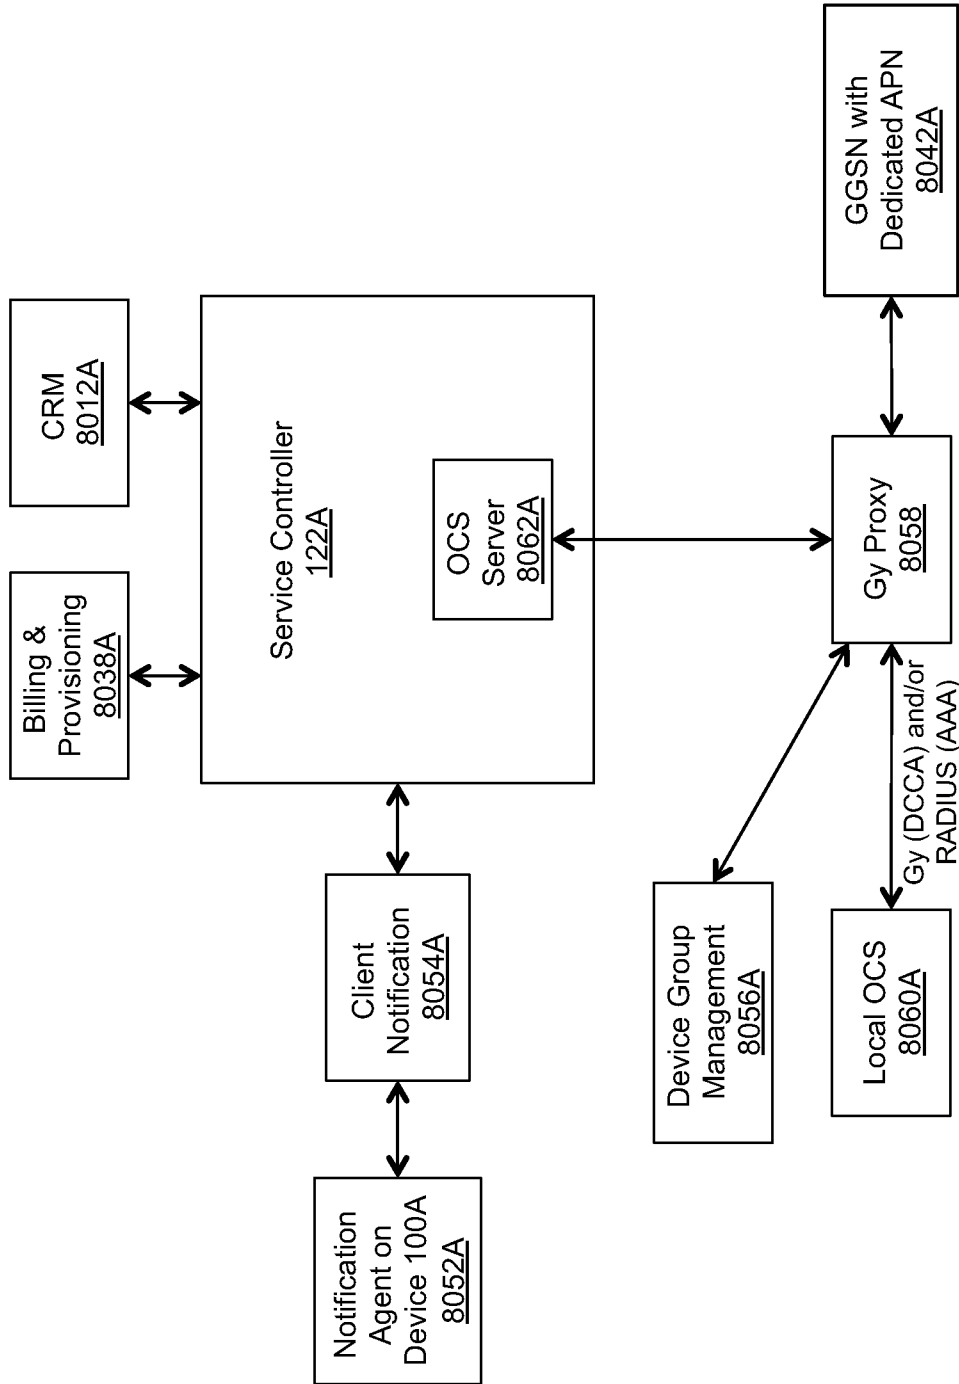 Billing &
Provisioning
8038A
CRM
8012A
Notification
Agent on
Device 100A
8052A
Client
Notification
8054A
Service Controller
122A
OCS
Server
8062A
Device Group
Management
8056A
Local OCS
8060A
Gy (DCCA) and/or
RADIUS (AAA)
Gy Proxy
8058
GGSN with
Dedicated APN
8042A